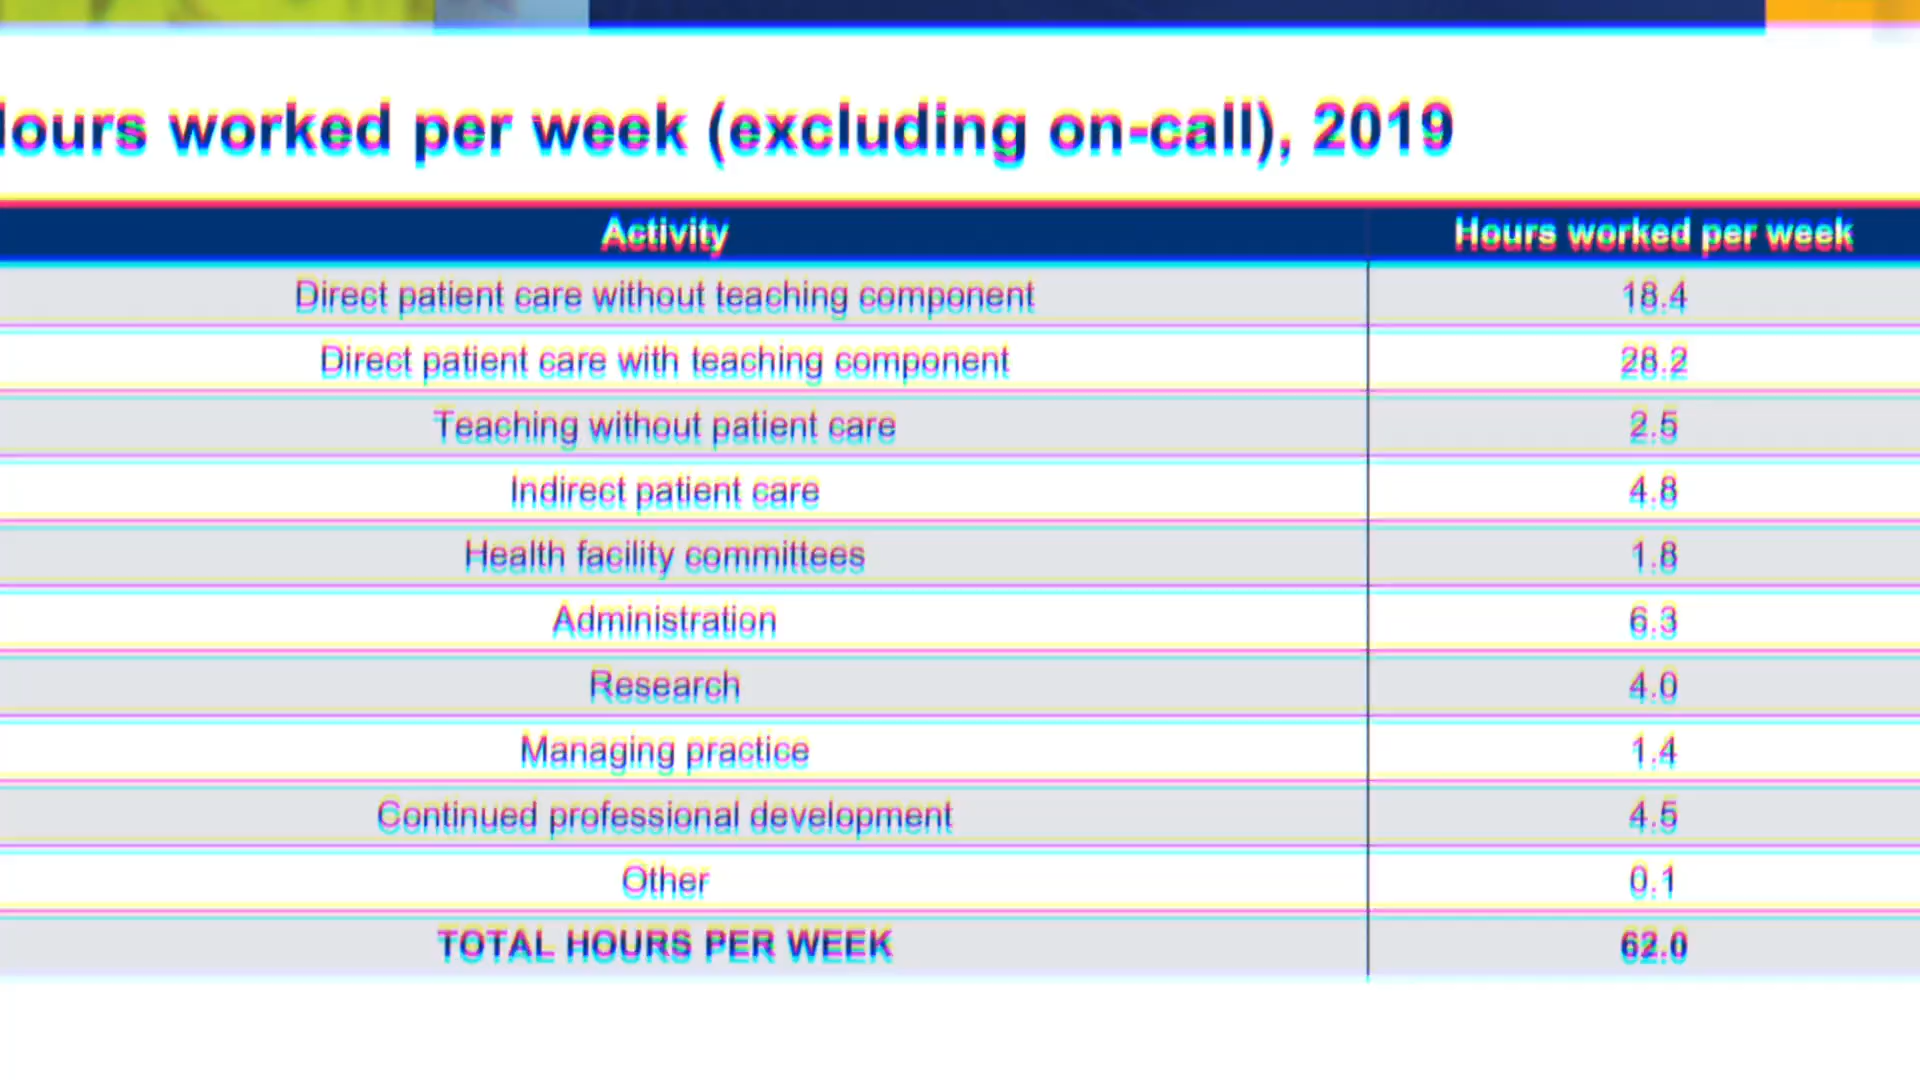 ours worked per week (excluding on-call), 2019
Activity Hours worked per week
Direct patient care without teaching component 18.4
Direct patient care with teaching component 28.2
Teaching without patient care 2.5
Indirect patient care 4.8
Health facility committees 1.8
Administration 6.3
Research 4.0
Managing practice 1.4
Continued professional development 4.5
Other 0.1
TOTAL HOURS PER WEEK 62.0